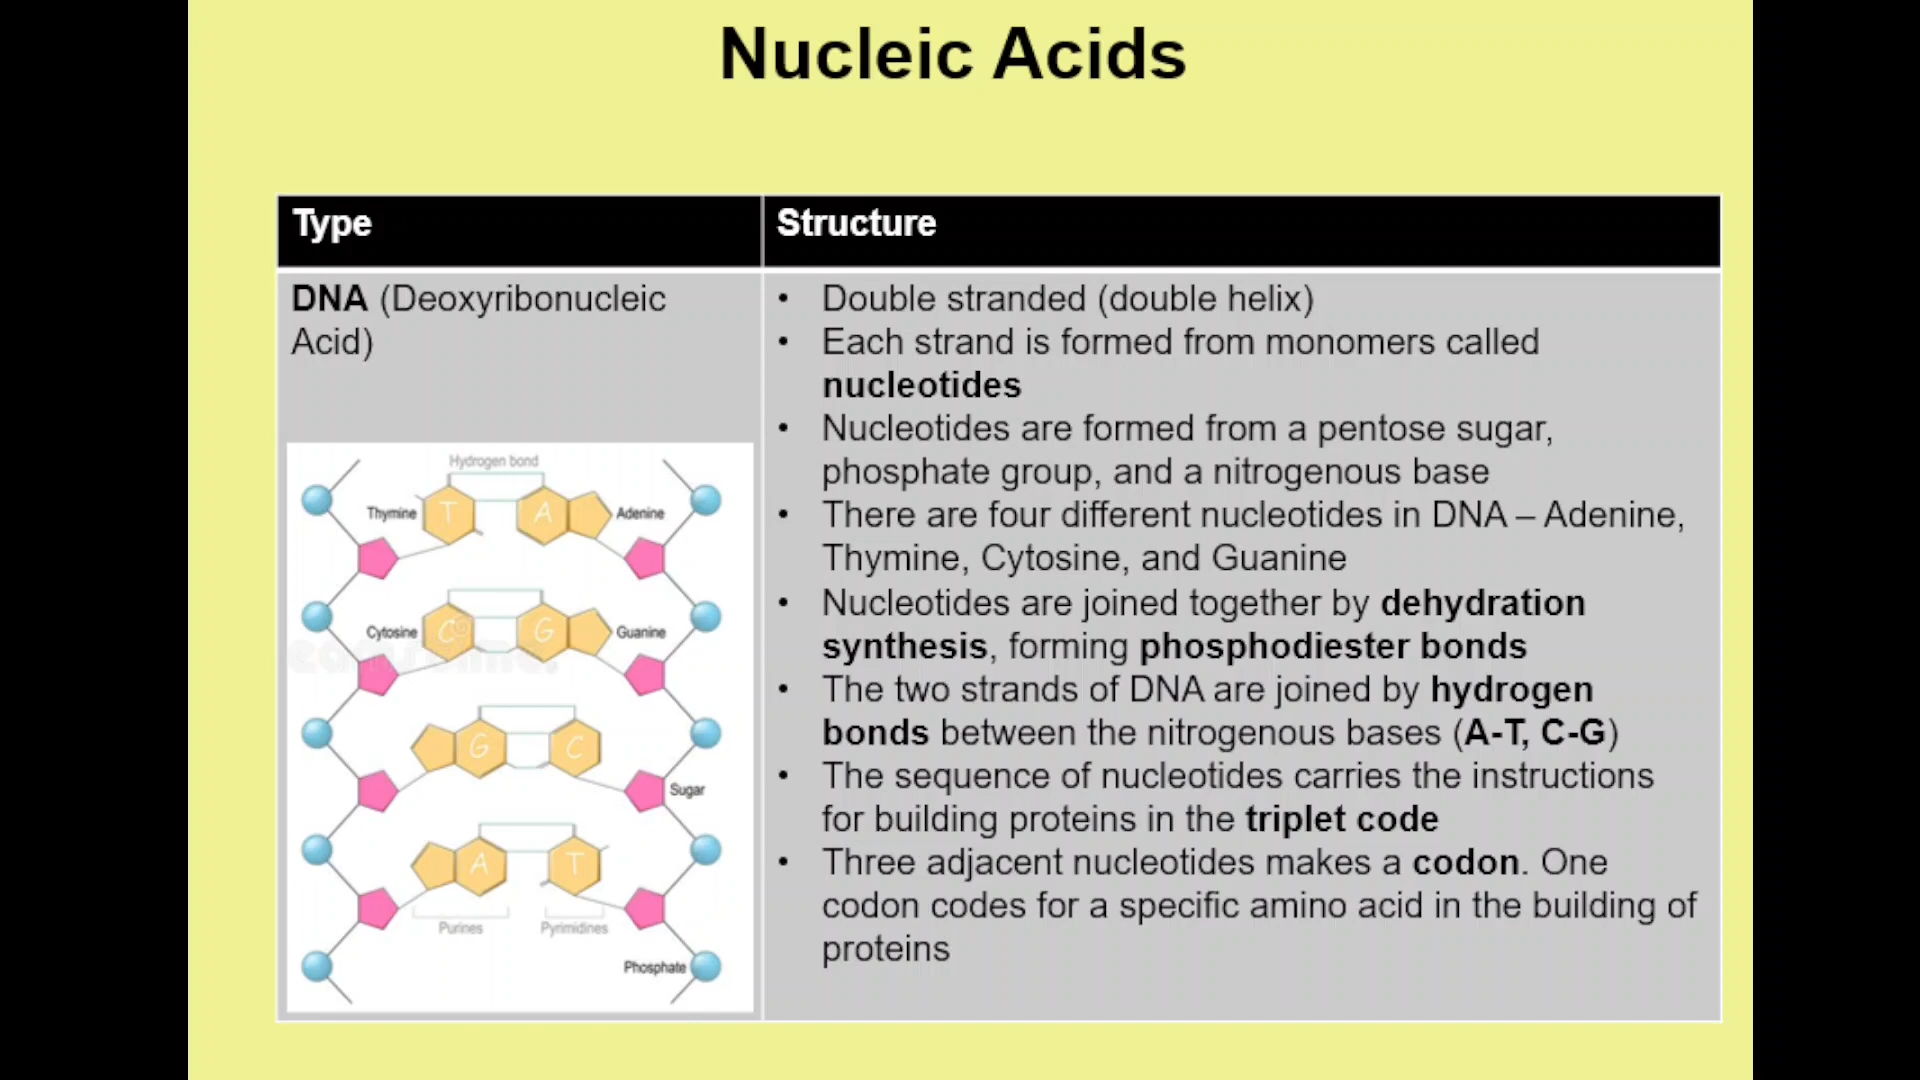 Nucleic Acids
Type
Structure
DNA (Deoxyribonucleic
Acid)
Hydrogen bond
Thymine
T
A
Adenine
Cytosine
C
G
Guanine
G
C
Sugar
A
T
Purines
Pyrimidines
Phosphate
• Double stranded (double helix)
• Each strand is formed from monomers called
nucleotides
• Nucleotides are formed from a pentose sugar,
phosphate group, and a nitrogenous base
• There are four different nucleotides in DNA – Adenine,
Thymine, Cytosine, and Guanine
• Nucleotides are joined together by dehydration
synthesis, forming phosphodiester bonds
• The two strands of DNA are joined by hydrogen
bonds between the nitrogenous bases (A-T, C-G)
• The sequence of nucleotides carries the instructions
for building proteins in the triplet code
• Three adjacent nucleotides makes a codon. One
codon codes for a specific amino acid in the building of
proteins